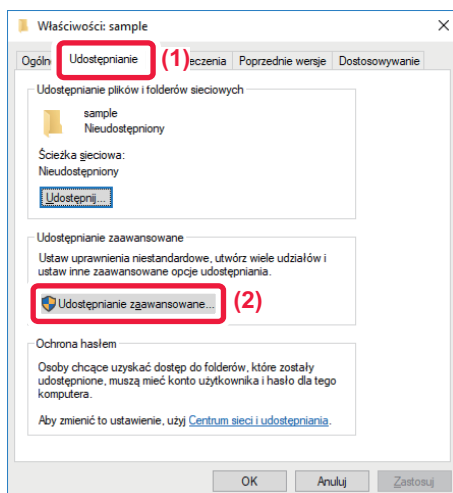 Właściwości: sample
Ogóln Udostępnianie (1) eczenia Poprzednie wersje Dostosowywanie
Udostępnianie plików i folderów sieciowych
sample
Nieudostępniony
Ścieżka sieciowa:
Nieudostępniony
Udostępnij...
Udostępnianie zaawansowane
Ustaw uprawnienia niestandardowe, utwórz wiele udziałów i
ustaw inne zaawansowane opcje udostępniania.
Udostępnianie zaawansowane... (2)
Ochrona hasłem
Osoby chcące uzyskać dostęp do folderów, które zostały
udostępnione, muszą mieć konto użytkownika i hasło dla tego
komputera.
Aby zmienić to ustawienie, użyj Centrum sieci i udostępniania.
OK Anuluj Zastosuj